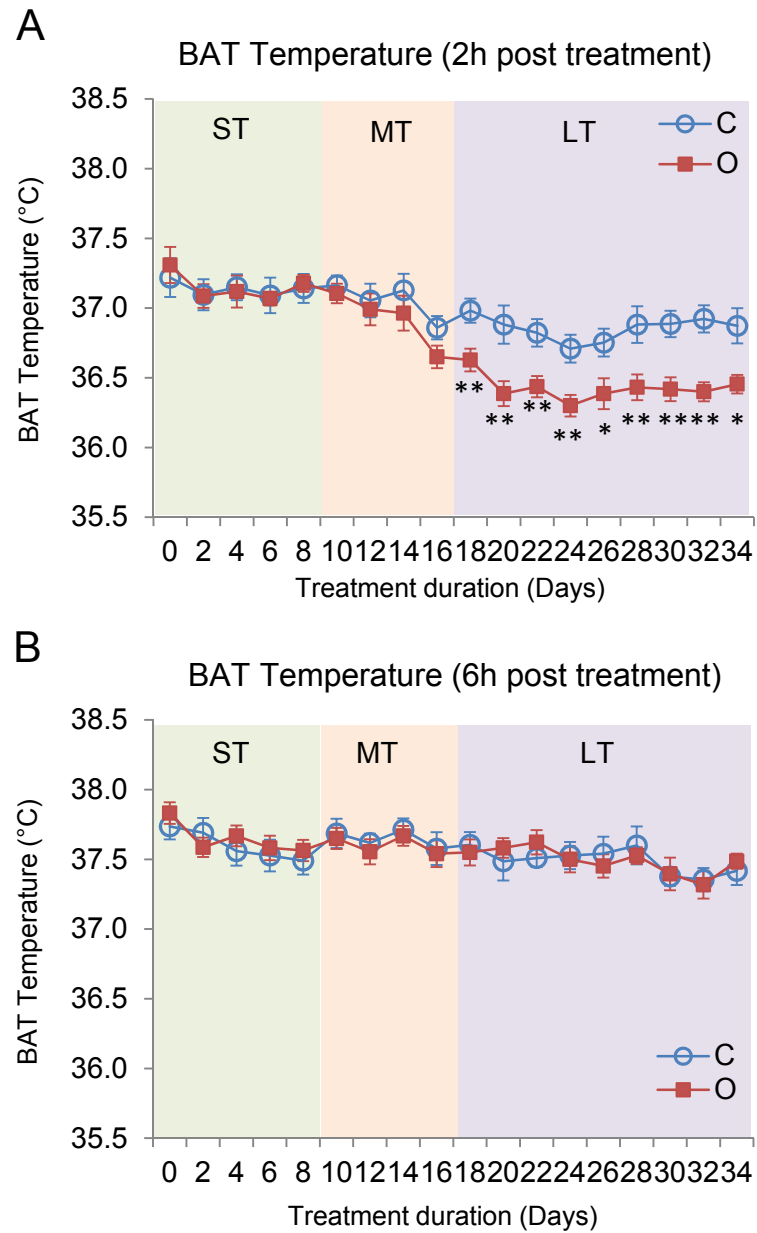 A
BAT Temperature (2h post treatment)
38.5
38.0
37.5
37.0
36.5
36.0
35.5
BAT Temperature (°C)
ST
MT
LT
C
O
**
**
**
**
*
**
**
**
*
0 2 4 6 8 10 12 14 16 18 20 22 24 26 28 30 32 34
Treatment duration (Days)
B
BAT Temperature (6h post treatment)
38.5
38.0
37.5
37.0
36.5
36.0
35.5
BAT Temperature (°C)
ST
MT
LT
C
O
0 2 4 6 8 10 12 14 16 18 20 22 24 26 28 30 32 34
Treatment duration (Days)